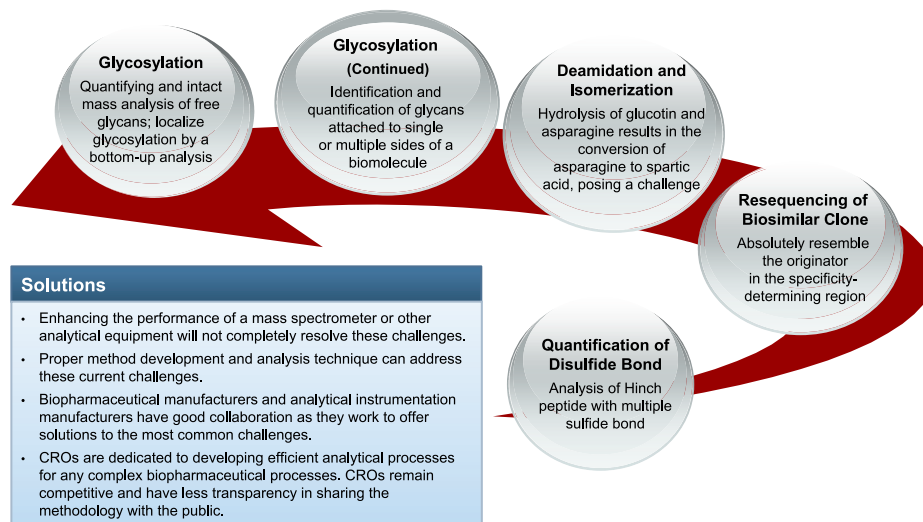 Glycosylation
Quantifying and intact
mass analysis of free
glycans; localize
glycosylation by a
bottom-up analysis
Glycosylation
(Continued)
Identification and
quantification of glycans
attached to single
or multiple sides of a
biomolecule
Deamidation and
Isomerization
Hydrolysis of glucotin and
asparagine results in the
conversion of
asparagine to spartic
acid, posing a challenge
Resequencing of
Biosimilar Clone
Absolutely resemble
the originator
in the specificity-
determining region
Quantification of
Disulfide Bond
Analysis of Hinch
peptide with multiple
sulfide bond
Solutions
• Enhancing the performance of a mass spectrometer or other
analytical equipment will not completely resolve these challenges.
• Proper method development and analysis technique can address
these current challenges.
• Biopharmaceutical manufacturers and analytical instrumentation
manufacturers have good collaboration as they work to offer
solutions to the most common challenges.
• CROs are dedicated to developing efficient analytical processes
for any complex biopharmaceutical processes. CROs remain
competitive and have less transparency in sharing the
methodology with the public.